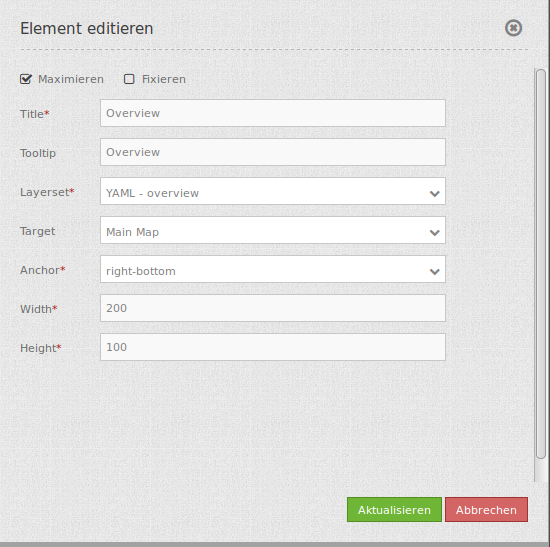 Element editieren
Maximieren Fixieren
Title* Overview
Tooltip Overview
Layerset* YAML - overview
Target Main Map
Anchor* right-bottom
Width* 200
Height* 100
Aktualisieren Abbrechen